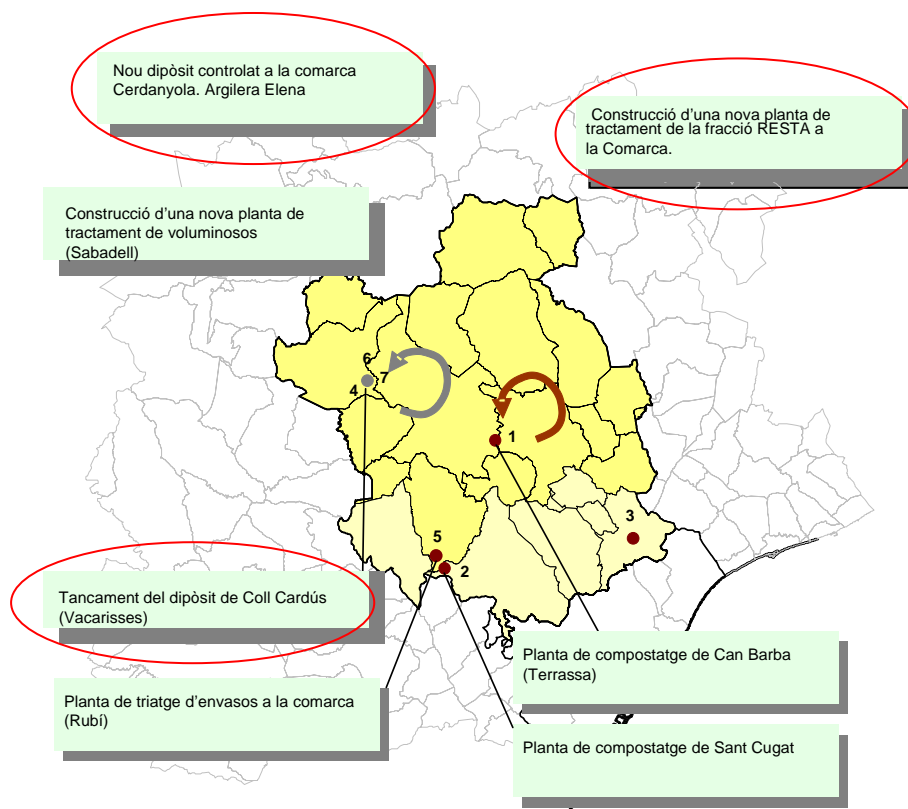 Nou dipòsit controlat a la comarca
Cerdanyola. Argilera Elena
Construcció d'una nova planta de
tractament de la fracció RESTA a
la Comarca.
Construcció d'una nova planta de
tractament de voluminosos
(Sabadell)
6
7
4
1
3
5
2
Tancament del dipòsit de Coll Cardús
(Vacarisses)
Planta de compostatge de Can Barba
(Terrassa)
Planta de triatge d'envasos a la comarca
(Rubí)
Planta de compostatge de Sant Cugat